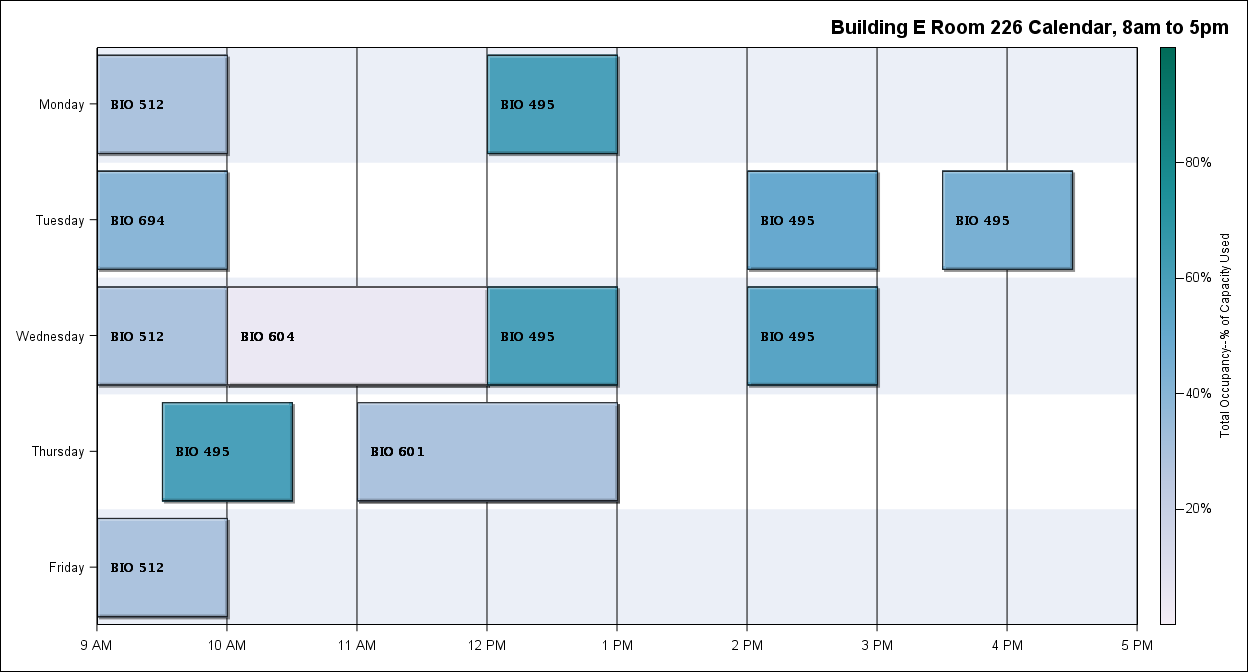 Building E Room 226 Calendar, 8am to 5pm
Monday
BIO 512
BIO 495
Tuesday
BIO 694
BIO 495
BIO 495
Wednesday
BIO 512
BIO 604
BIO 495
BIO 495
Thursday
BIO 495
BIO 601
Friday
BIO 512
9 AM
10 AM
11 AM
12 PM
1 PM
2 PM
3 PM
4 PM
5 PM
80%
60%
40%
20%
Total Occupancy--% of Capacity Used